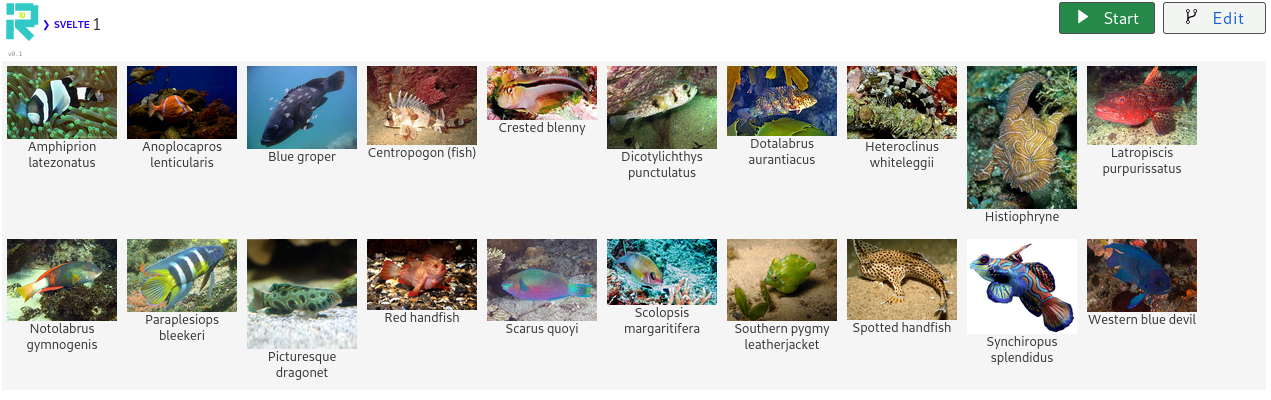 ❯ SVELTE 1
Start
Edit
v0.1
Amphiprion
latezonatus
Anoplocapros
lenticularis
Blue groper
Centropogon (fish)
Crested blenny
Dicotylichthys
punctulatus
Dotalabrus
aurantiacus
Heteroclinus
whiteleggii
Histiophryne
Latropiscis
purpurissatus
Notolabrus
gymnogenis
Paraplesiops
bleekeri
Picturesque
dragonet
Red handfish
Scarus quoyi
Scolopsis
margaritifera
Southern pygmy
leatherjacket
Spotted handfish
Synchiropus
splendidus
Western blue devil